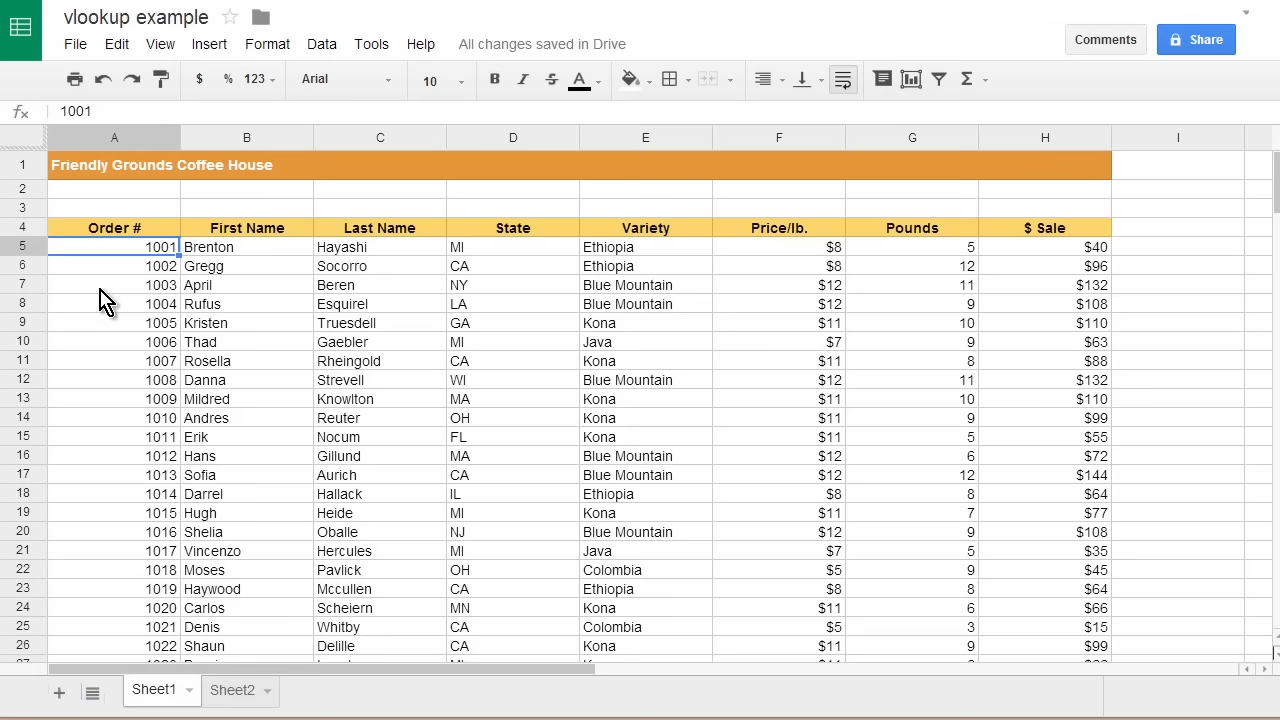 vlookup example
File Edit View Insert Format Data Tools Help All changes saved in Drive
Comments Share
$ % 123 Arial 10 B I S A Σ
fx 1001
A B C D E F G H I
1 Friendly Grounds Coffee House
2
3
4 Order # First Name Last Name State Variety Price/lb. Pounds $ Sale
5 1001 Brenton Hayashi MI Ethiopia $8 5 $40
6 1002 Gregg Socorro CA Ethiopia $8 12 $96
7 1003 April Beren NY Blue Mountain $12 11 $132
8 1004 Rufus Esquirel LA Blue Mountain $12 9 $108
9 1005 Kristen Truesdell GA Kona $11 10 $110
10 1006 Thad Gaebler MI Java $7 9 $63
11 1007 Rosella Rheingold CA Kona $11 8 $88
12 1008 Danna Strevell WI Blue Mountain $12 11 $132
13 1009 Mildred Knowlton MA Kona $11 10 $110
14 1010 Andres Reuter OH Kona $11 9 $99
15 1011 Erik Nocum FL Kona $11 5 $55
16 1012 Hans Gillund MA Blue Mountain $12 6 $72
17 1013 Sofia Aurich CA Blue Mountain $12 12 $144
18 1014 Darrel Hallack IL Ethiopia $8 8 $64
19 1015 Hugh Heide MI Kona $11 7 $77
20 1016 Shelia Oballe NJ Blue Mountain $12 9 $108
21 1017 Vincenzo Hercules MI Java $7 5 $35
22 1018 Moses Pavlick OH Colombia $5 9 $45
23 1019 Haywood Mccullen CA Ethiopia $8 8 $64
24 1020 Carlos Scheiern MN Kona $11 6 $66
25 1021 Denis Whitby CA Colombia $5 3 $15
26 1022 Shaun Delille CA Kona $11 9 $99
Sheet1 Sheet2